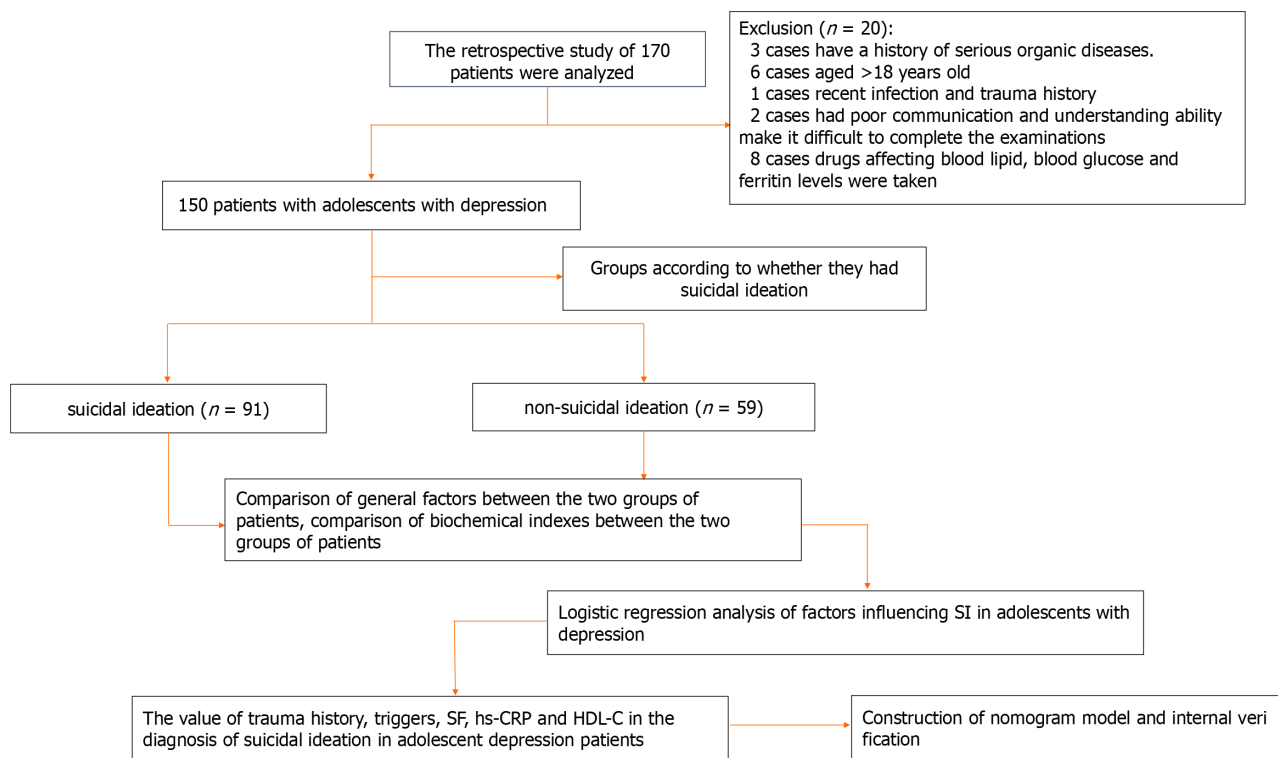 The retrospective study of 170
patients were analyzed
Exclusion (n = 20):
3 cases have a history of serious organic diseases.
6 cases aged >18 years old
1 cases recent infection and trauma history
2 cases had poor communication and understanding ability
make it difficult to complete the examinations
8 cases drugs affecting blood lipid, blood glucose and
ferritin levels were taken
150 patients with adolescents with depression
Groups according to whether they had
suicidal ideation
suicidal ideation (n = 91)
non-suicidal ideation (n = 59)
Comparison of general factors between the two groups of
patients, comparison of biochemical indexes between the two
groups of patients
Logistic regression analysis of factors influencing SI in adolescents with
depression
The value of trauma history, triggers, SF, hs-CRP and HDL-C in the
diagnosis of suicidal ideation in adolescent depression patients
Construction of nomogram model and internal veri
fication